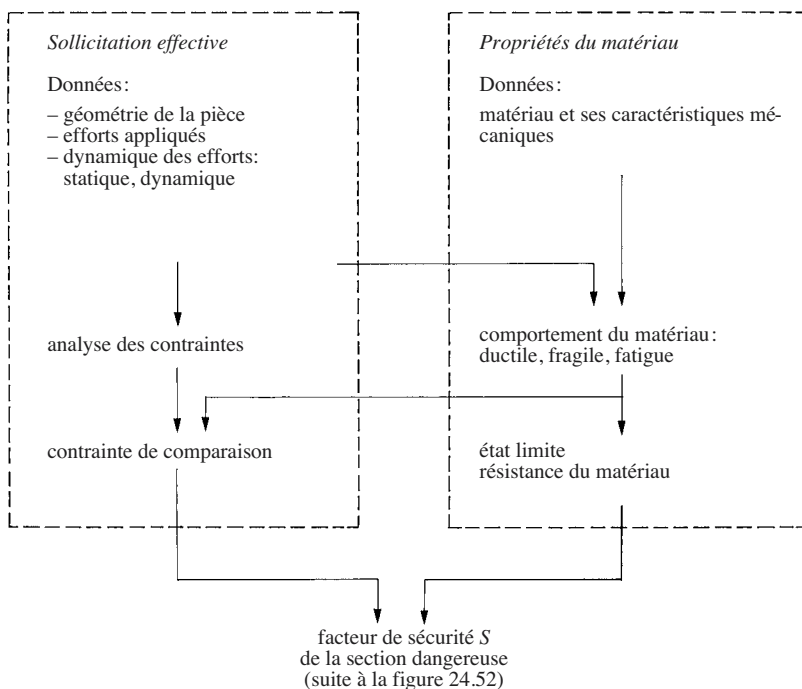 Sollicitation effective
Données:
– géométrie de la pièce
– efforts appliqués
– dynamique des efforts:
statique, dynamique
analyse des contraintes
contrainte de comparaison
Propriétés du matériau
Données:
matériau et ses caractéristiques mé-
caniques
comportement du matériau:
ductile, fragile, fatigue
état limite
résistance du matériau
facteur de sécurité S
de la section dangereuse
(suite à la figure 24.52)